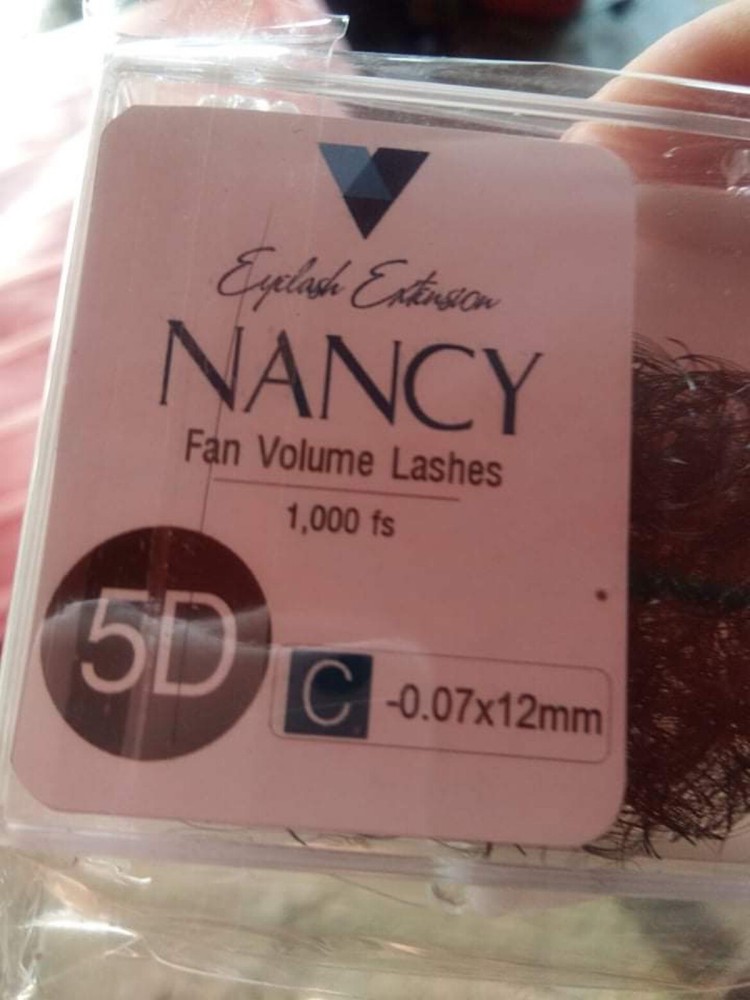 Eyelash Extension
NANCY
Fan Volume Lashes
1,000 fs
5D
C -0.07x12mm